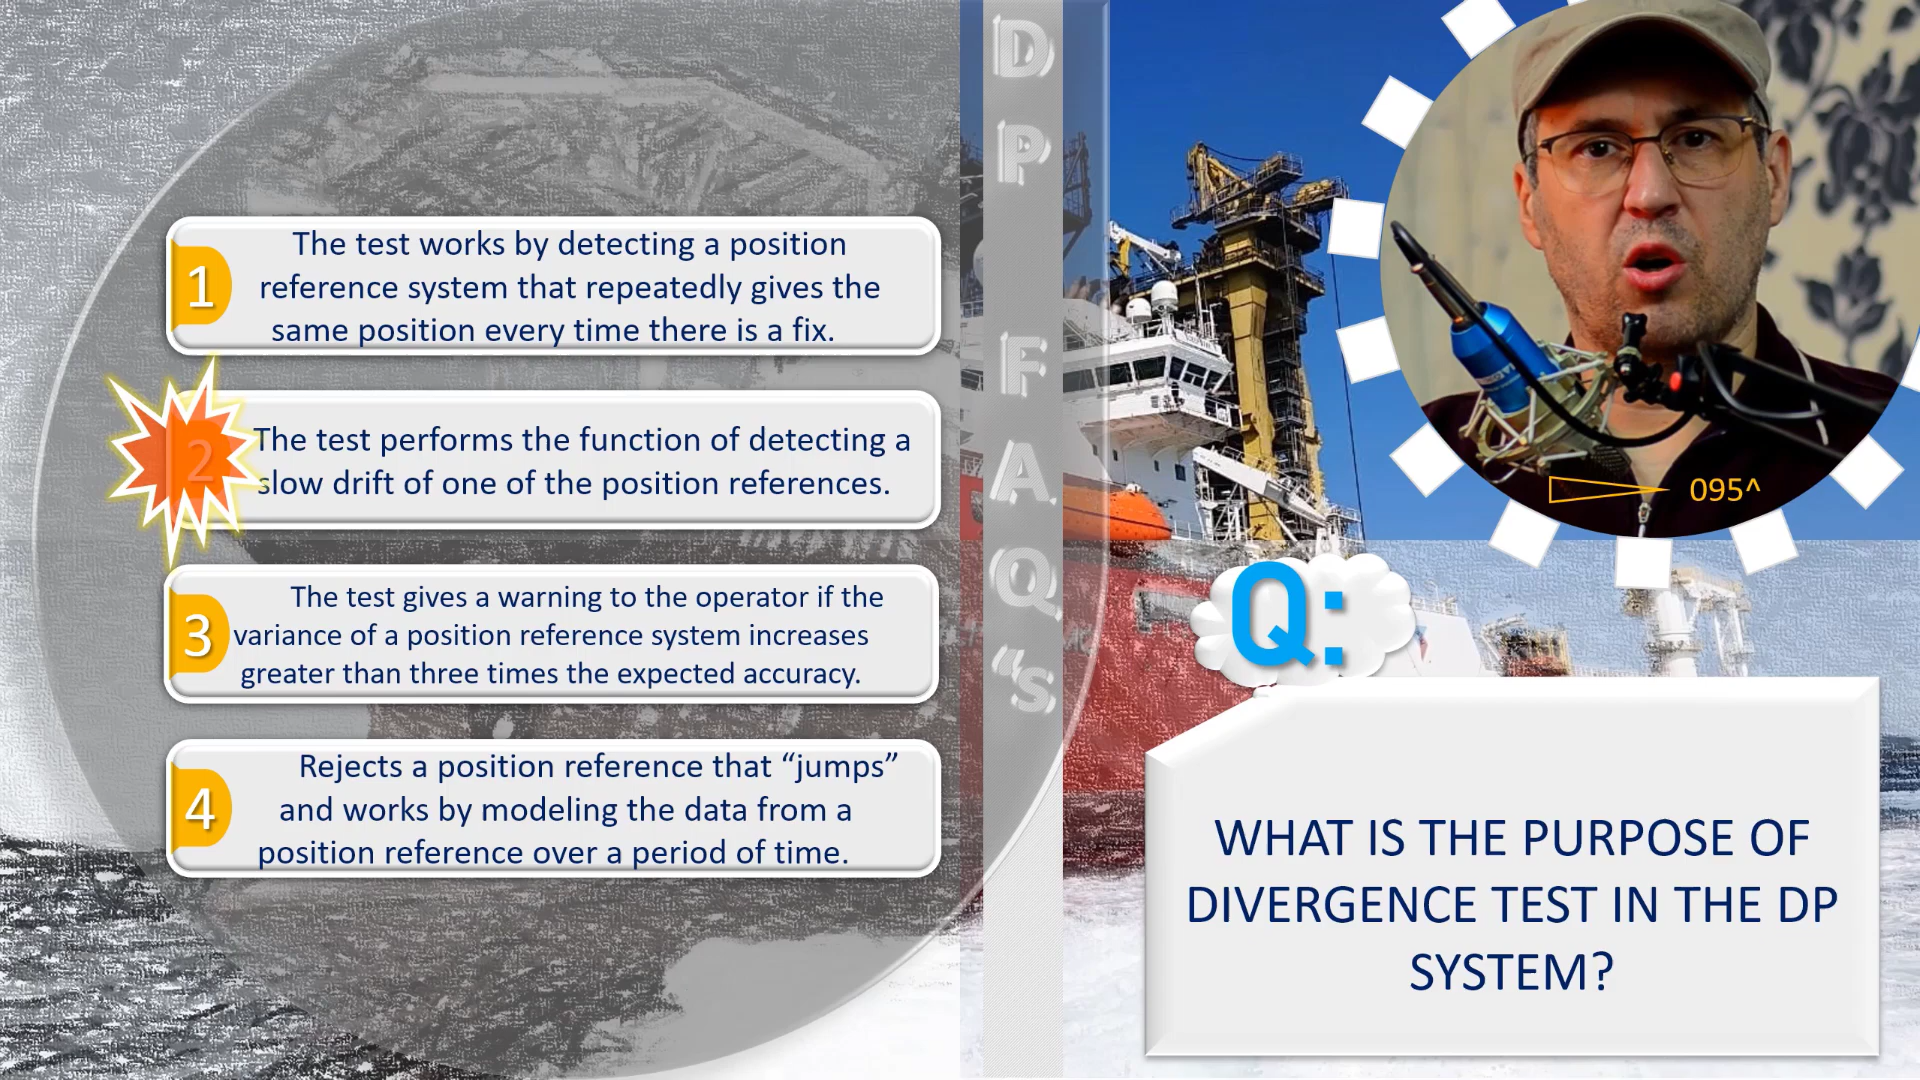 1
The test works by detecting a position
reference system that repeatedly gives the
same position every time there is a fix.
2
The test performs the function of detecting a
slow drift of one of the position references.
3
The test gives a warning to the operator if the
variance of a position reference system increases
greater than three times the expected accuracy.
4
Rejects a position reference that “jumps”
and works by modeling the data from a
position reference over a period of time.
DP FAQ“S
095^
Q:
WHAT IS THE PURPOSE OF
DIVERGENCE TEST IN THE DP
SYSTEM?